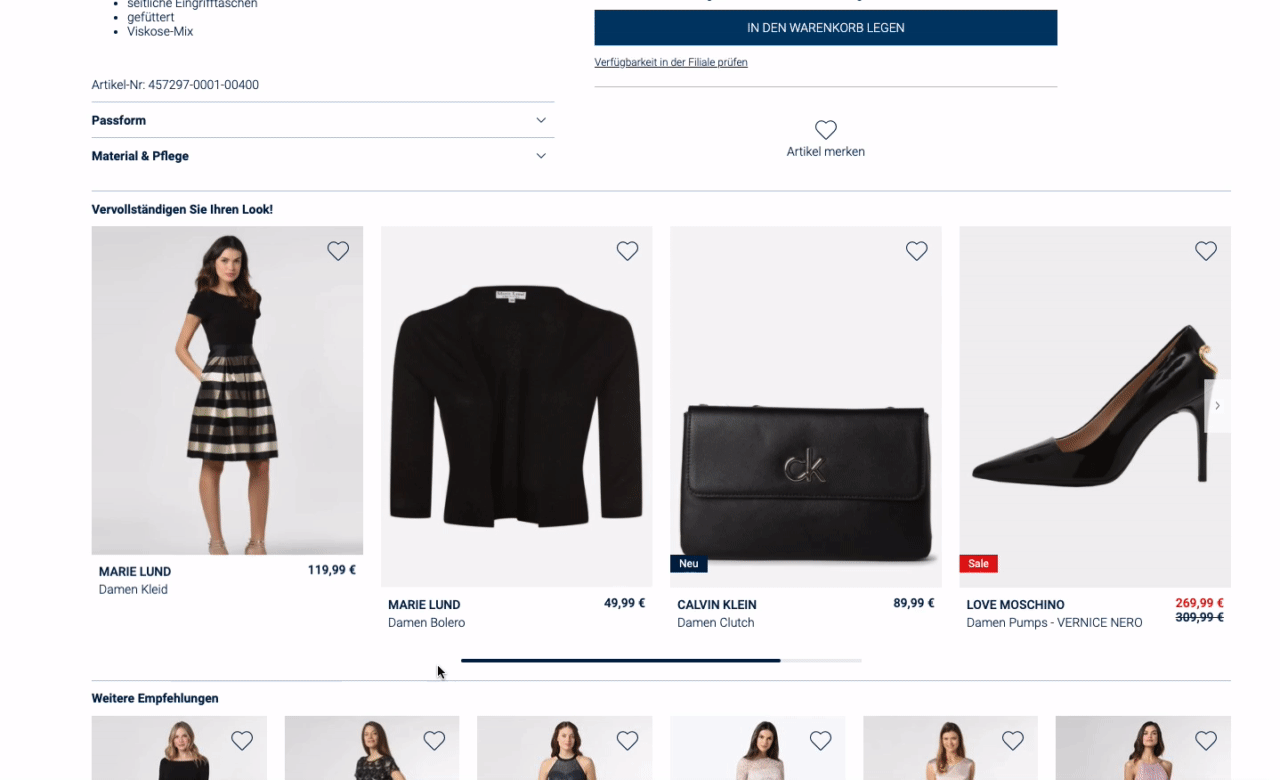 seitliche Eingrifftaschen
gefüttert
Viskose-Mix
Artikel-Nr: 457297-0001-00400
Passform
Material & Pflege
IN DEN WARENKORB LEGEN
Verfügbarkeit in der Filiale prüfen
Artikel merken
Vervollständigen Sie Ihren Look!
ck
Neu
Sale
MARIE LUND 119,99 €
Damen Kleid
MARIE LUND 49,99 €
Damen Bolero
CALVIN KLEIN 89,99 €
Damen Clutch
LOVE MOSCHINO 269,99 €
Damen Pumps - VERNICE NERO 309,99 €
Weitere Empfehlungen